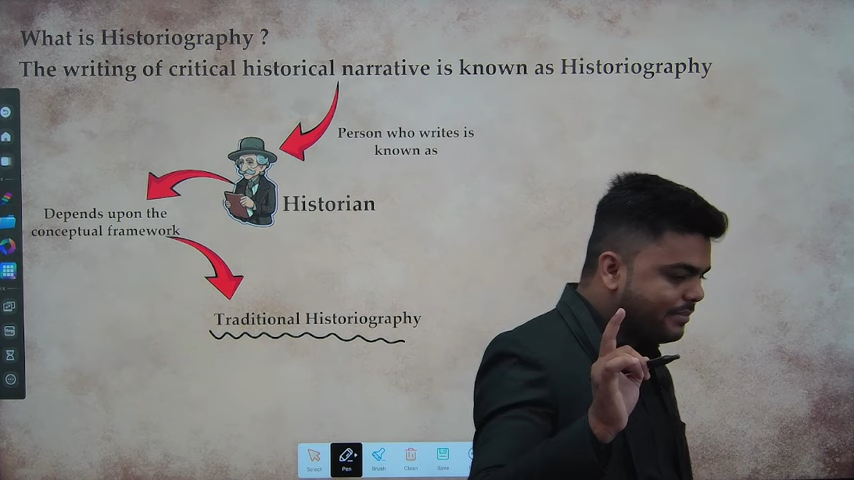 What is Historiography ?
The writing of critical historical narrative is known as Historiography
Person who writes is
known as
Historian
Depends upon the
conceptual framework
Traditional Historiography
Select
Pen
Brush
Clean
Save